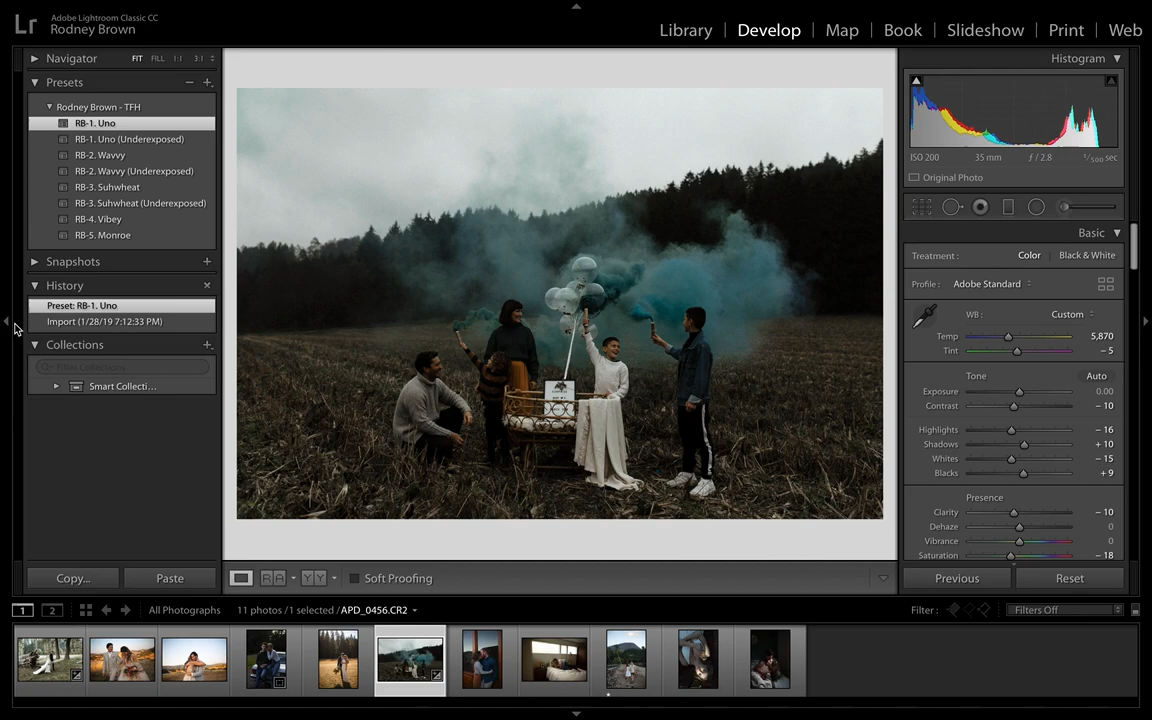 Lr
Adobe Lightroom Classic CC
Rodney Brown
Library | Develop | Map | Book | Slideshow | Print | Web
Navigator FIT FILL 1:1 3:1
Presets
Rodney Brown - TFH
RB-1. Uno
RB-1. Uno (Underexposed)
RB-2. Wavvy
RB-2. Wavvy (Underexposed)
RB-3. Suhwheat
RB-3. Suhwheat (Underexposed)
RB-4. Vibey
RB-5. Monroe
Snapshots
History
Preset: RB-1. Uno
Import (1/28/19 7:12:33 PM)
Collections
Filter Collections
Smart Collecti...
Copy... Paste
Soft Proofing
Histogram
ISO 200 35 mm ƒ / 2.8 1/500 sec
Original Photo
Basic
Treatment : Color Black & White
Profile : Adobe Standard
WB : Custom
Temp 5,870
Tint – 5
Tone Auto
Exposure 0.00
Contrast – 10
Highlights – 16
Shadows + 10
Whites – 15
Blacks + 9
Presence
Clarity – 10
Dehaze 0
Vibrance 0
Saturation – 18
Previous Reset
1 2 All Photographs 11 photos / 1 selected / APD_0456.CR2 Filter : Filters Off